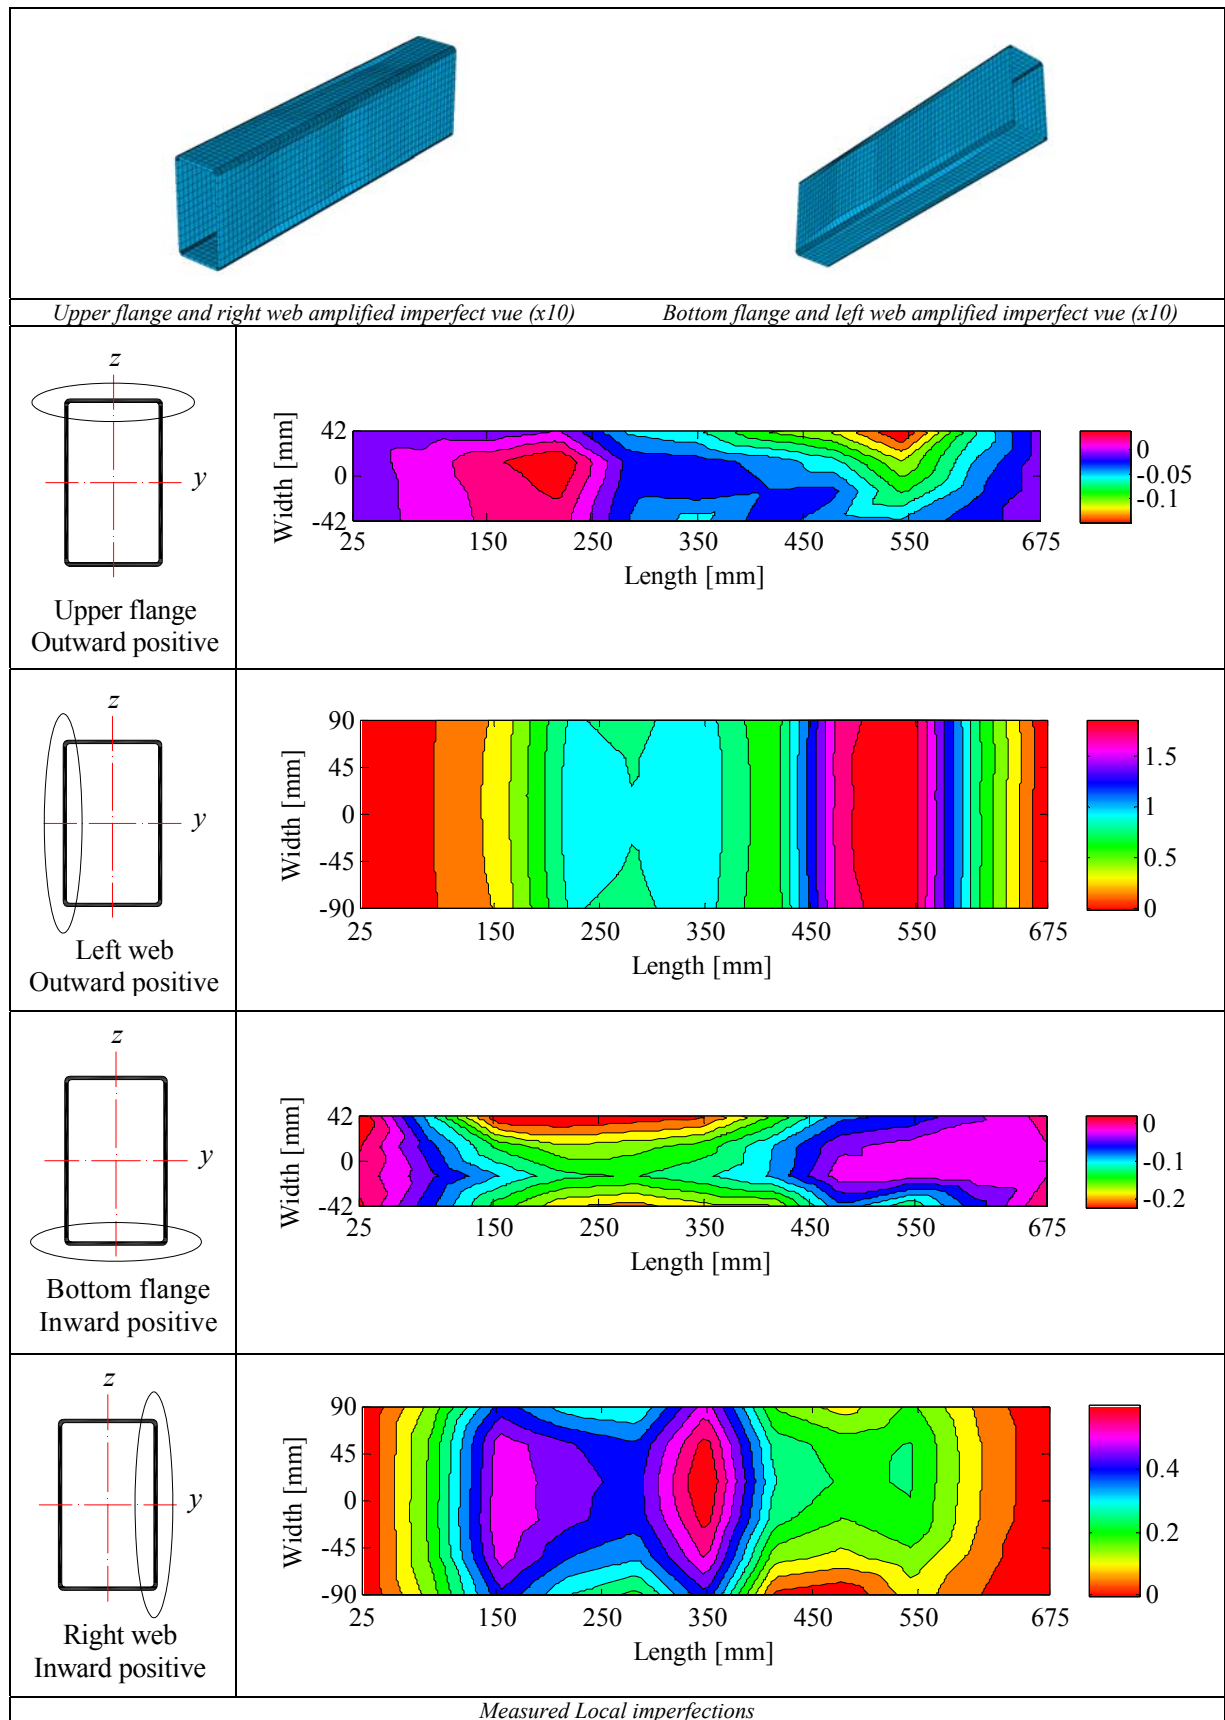 Upper flange and right web amplified imperfect vue (x10)
Bottom flange and left web amplified imperfect vue (x10)
z
y
Upper flange
Outward positive
Width [mm]
42
0
-42
25 150 250 350 450 550 675
Length [mm]
0
-0.05
-0.1
z
y
Left web
Outward positive
Width [mm]
90
45
0
-45
-90
25 150 250 350 450 550 675
Length [mm]
1.5
1
0.5
0
z
y
Bottom flange
Inward positive
Width [mm]
42
0
-42
25 150 250 350 450 550 675
Length [mm]
0
-0.1
-0.2
z
y
Right web
Inward positive
Width [mm]
90
45
0
-45
-90
25 150 250 350 450 550 675
Length [mm]
0.4
0.2
0
Measured Local imperfections